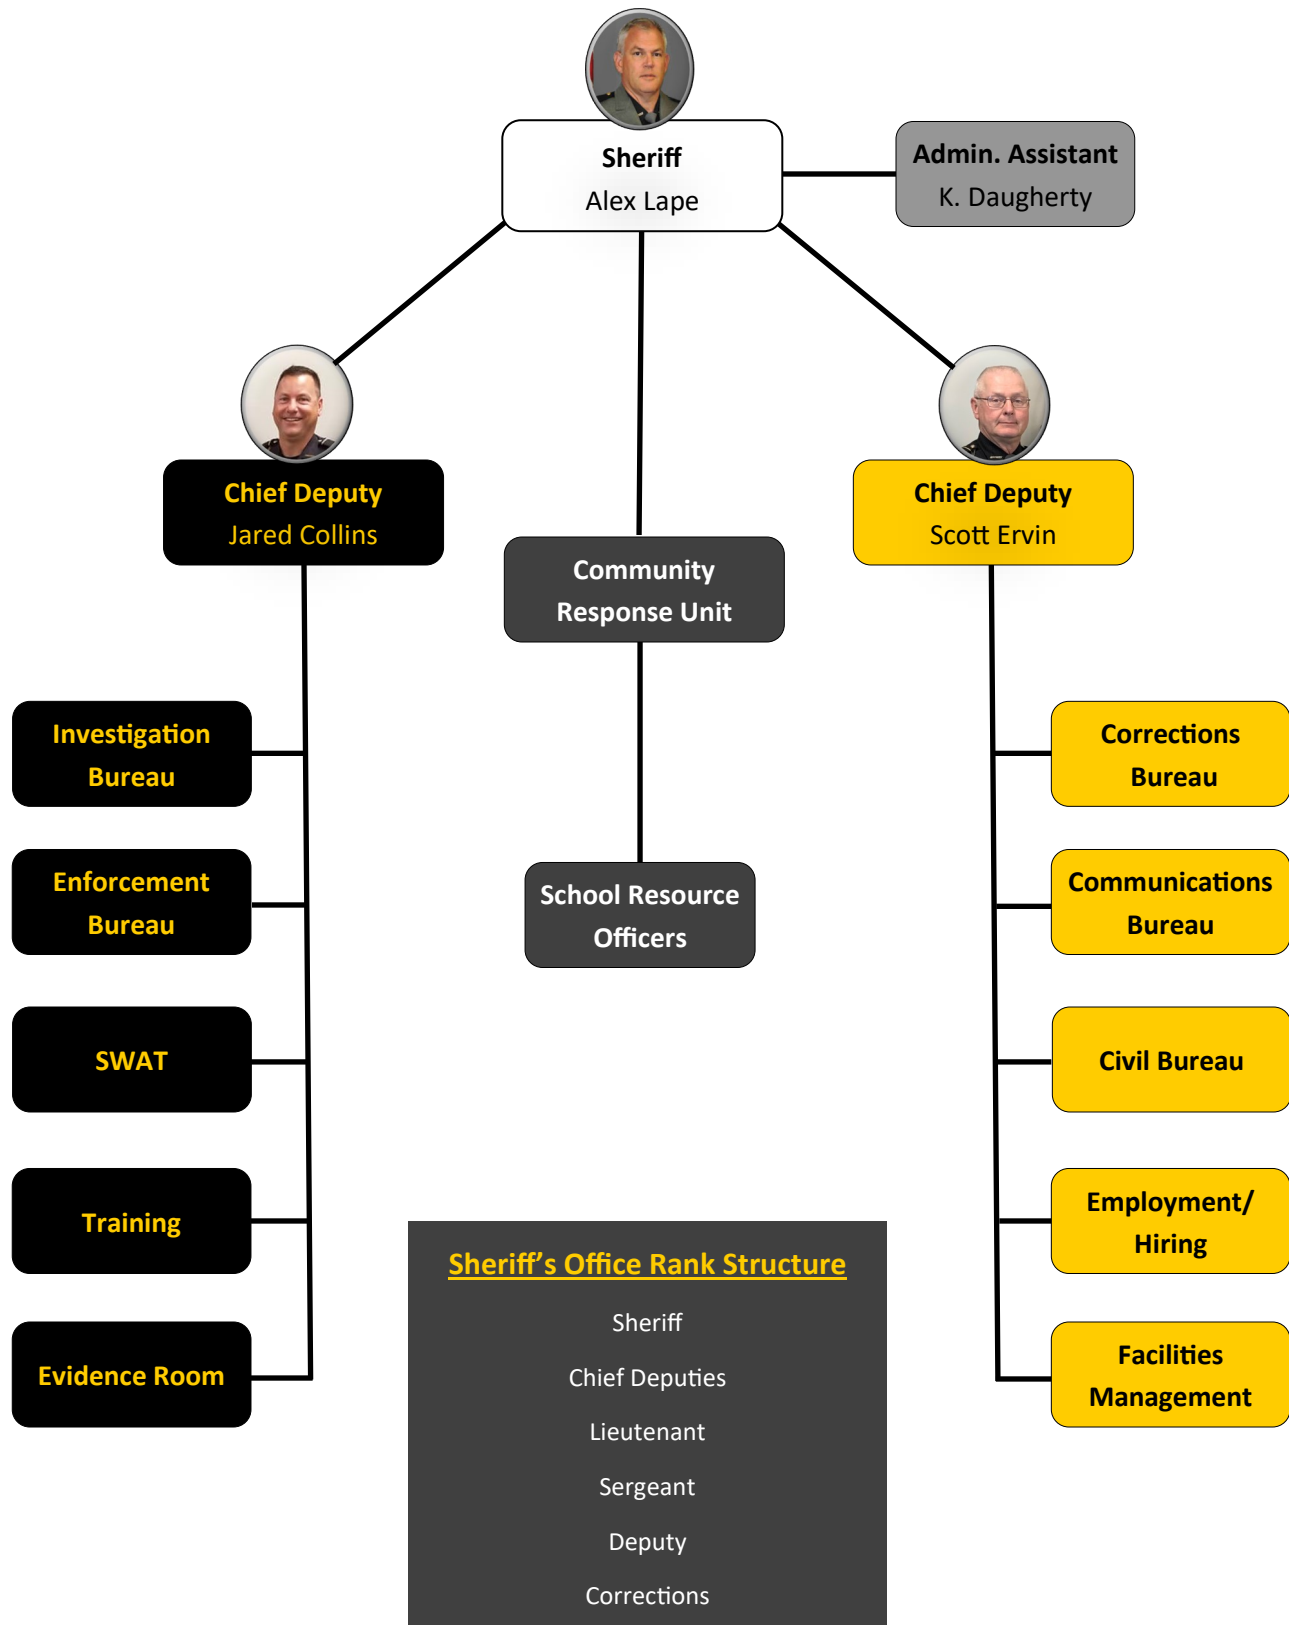 Sheriff
Alex Lape
Admin. Assistant
K. Daugherty
Chief Deputy
Jared Collins
Chief Deputy
Scott Ervin
Community
Response Unit
School Resource
Officers
Investigation
Bureau
Enforcement
Bureau
SWAT
Training
Evidence Room
Corrections
Bureau
Communications
Bureau
Civil Bureau
Employment/
Hiring
Facilities
Management
Sheriff’s Office Rank Structure
Sheriff
Chief Deputies
Lieutenant
Sergeant
Deputy
Corrections